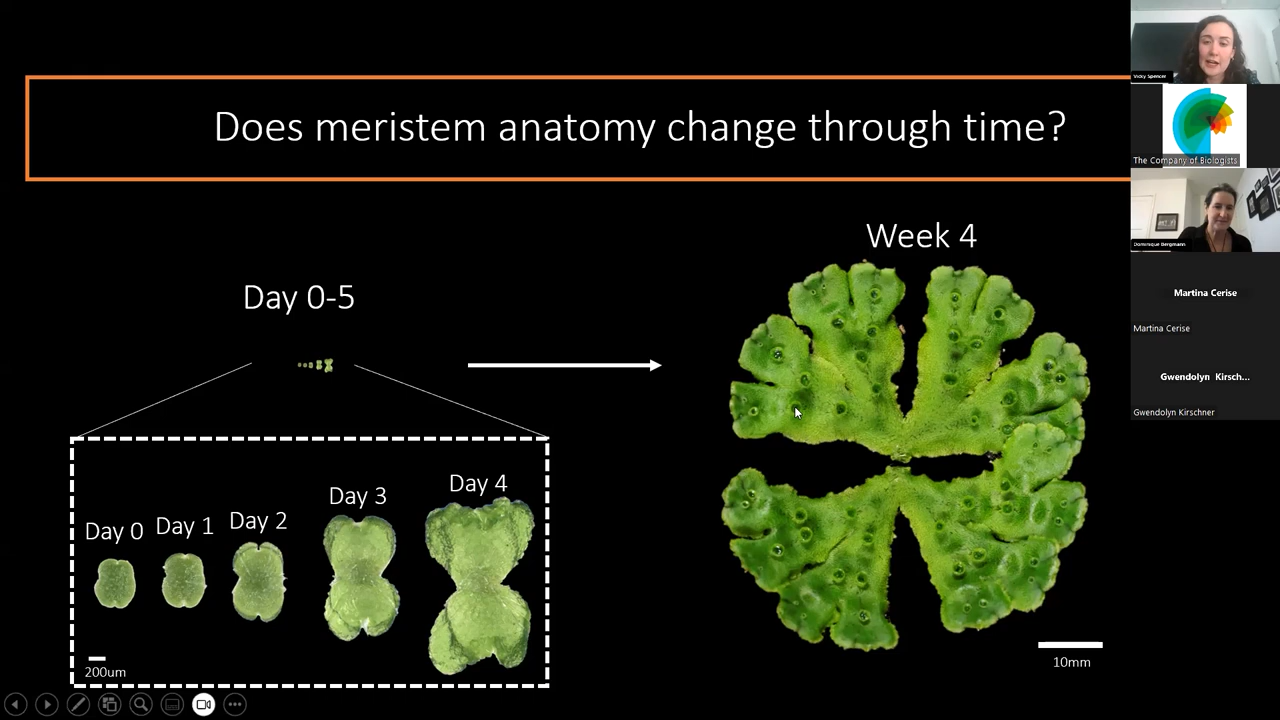 Does meristem anatomy change through time?
Week 4
Day 0-5
Day 0
Day 1
Day 2
Day 3
Day 4
200um
10mm
Vicky Spencer
The Company of Biologists
Dominique Bergmann
Martina Cerise
Martina Cerise
Gwendolyn Kirsch...
Gwendolyn Kirschner